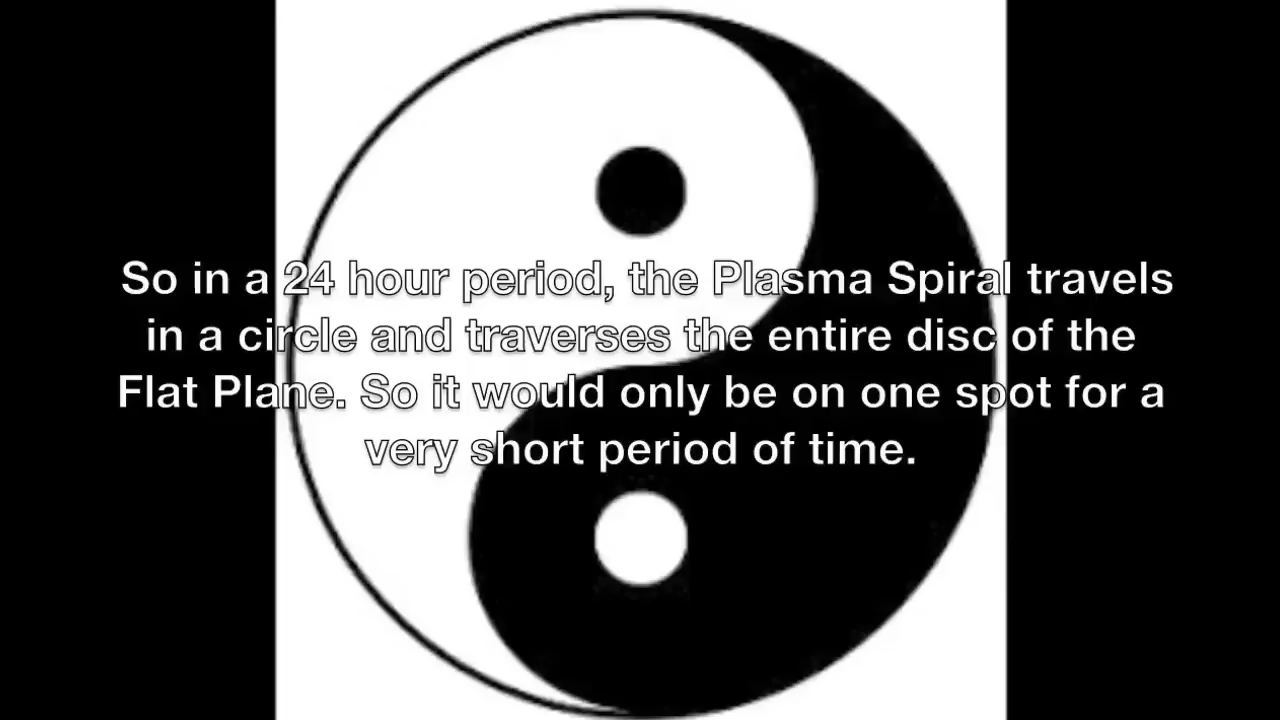 So in a 24 hour period, the Plasma Spiral travels
in a circle and traverses the entire disc of the
Flat Plane. So it would only be on one spot for a
very short period of time.